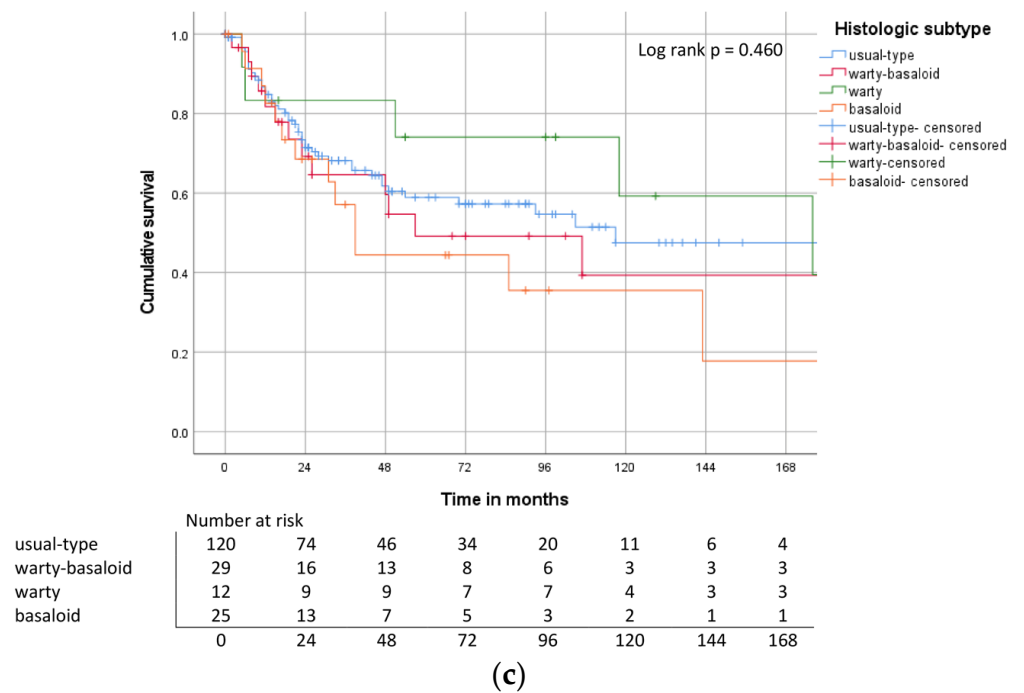 Histologic subtype
Log rank p = 0.460
usual-type
warty-basaloid
warty
basaloid
usual-type- censored
warty-basaloid- censored
warty-censored
basaloid- censored
1.0
0.8
0.6
0.4
0.2
0.0
Cumulative survival
0 24 48 72 96 120 144 168
Time in months
Number at risk
usual-type 120 74 46 34 20 11 6 4
warty-basaloid 29 16 13 8 6 3 3 3
warty 12 9 9 7 7 4 3 3
basaloid 25 13 7 5 3 2 1 1
0 24 48 72 96 120 144 168
(c)